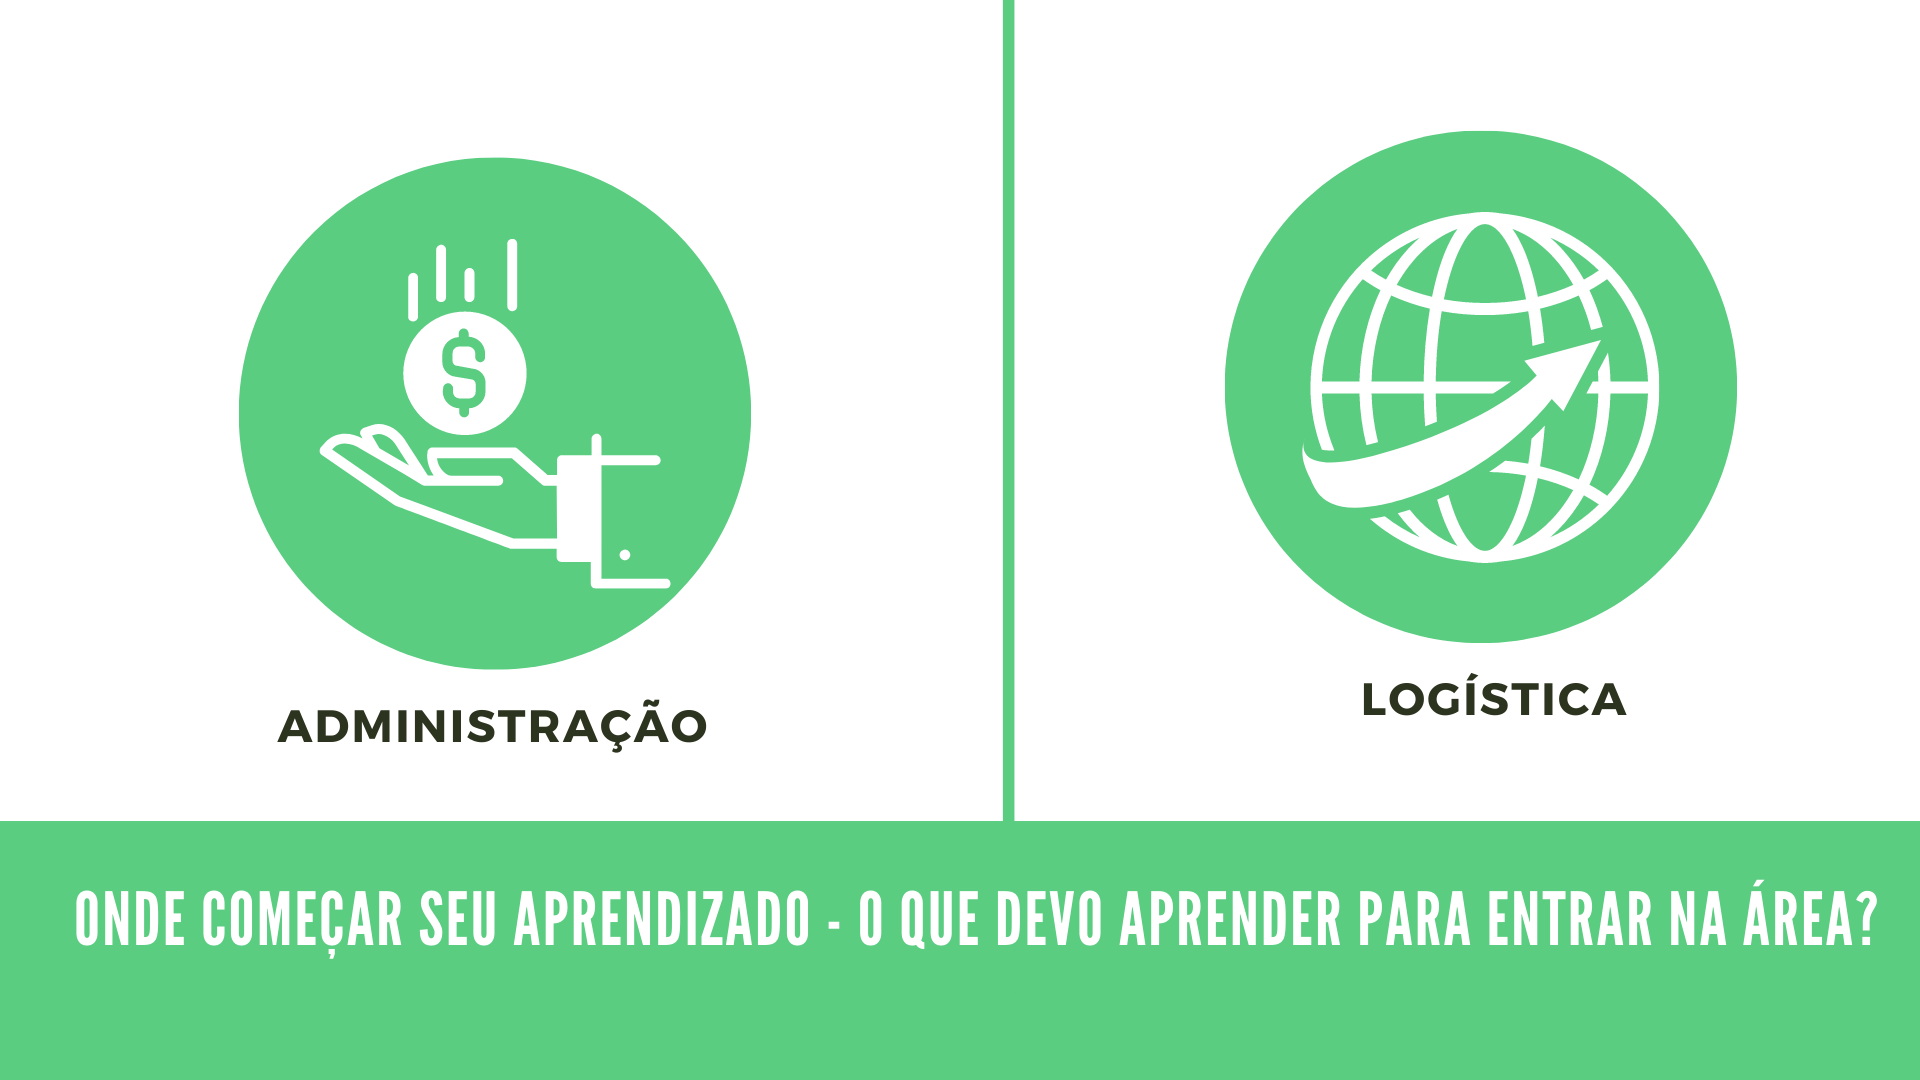 $
ADMINISTRAÇÃO
LOGÍSTICA
ONDE COMEÇAR SEU APRENDIZADO - O QUE DEVO APRENDER PARA ENTRAR NA ÁREA?